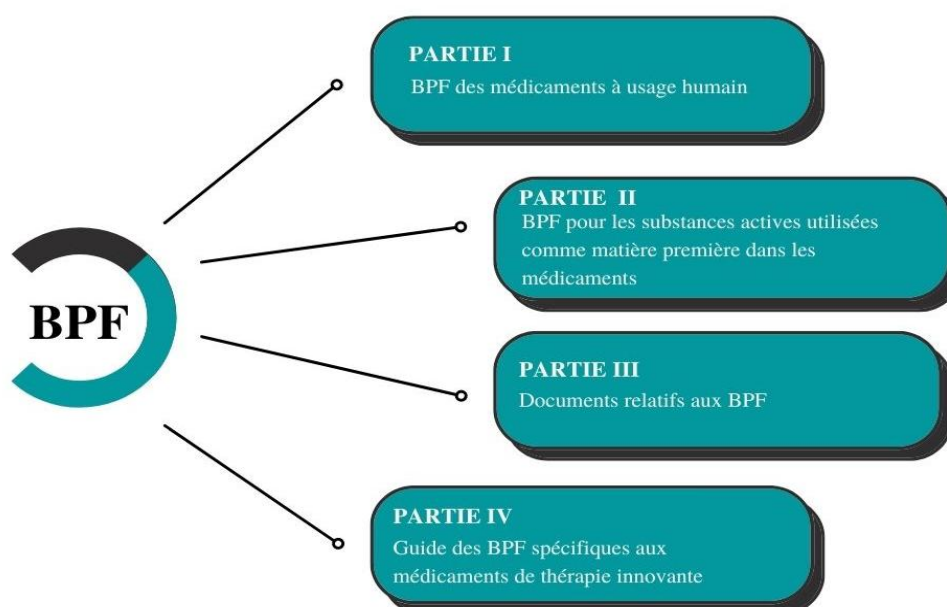 PARTIE I
BPF des médicaments à usage humain
PARTIE II
BPF pour les substances actives utilisées
comme matière première dans les
médicaments
BPF
PARTIE III
Documents relatifs aux BPF
PARTIE IV
Guide des BPF spécifiques aux
médicaments de thérapie innovante